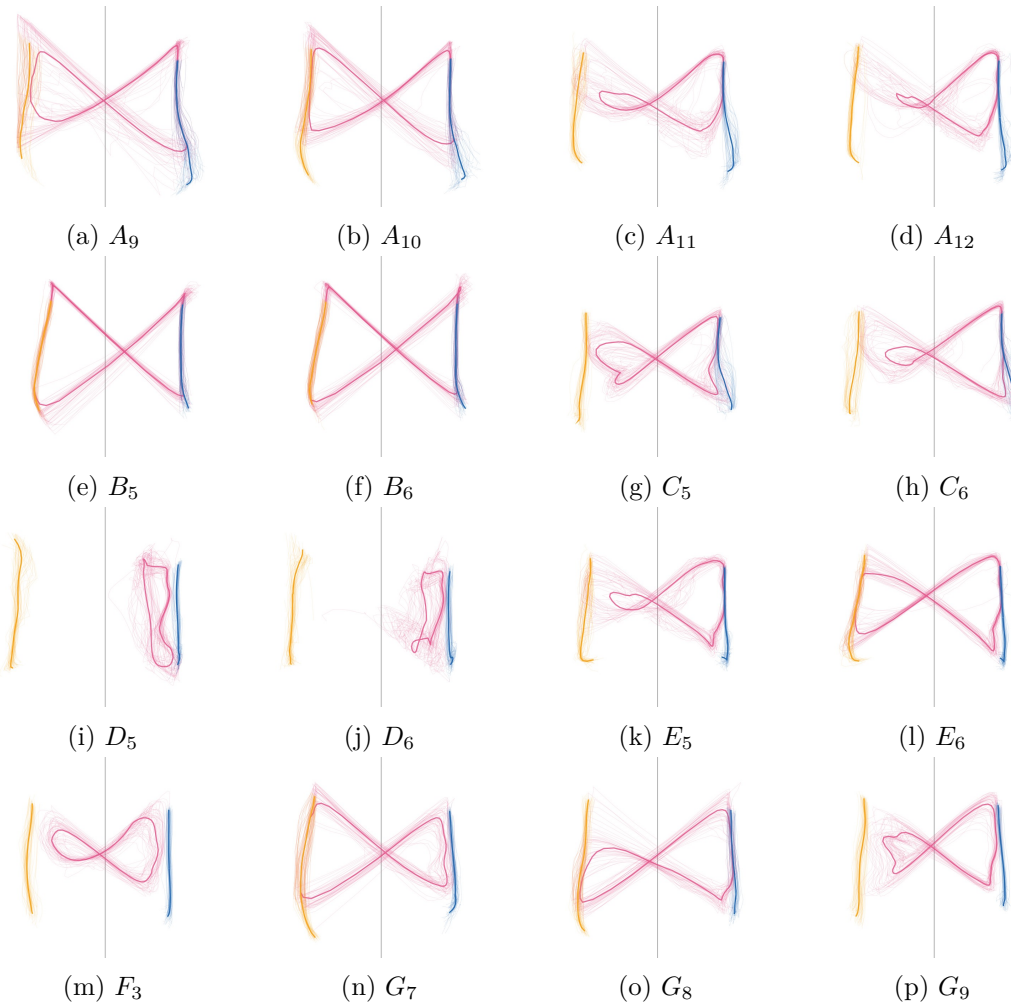 (a) A₉ (b) A₁₀ (c) A₁₁ (d) A₁₂
(e) B₅ (f) B₆ (g) C₅ (h) C₆
(i) D₅ (j) D₆ (k) E₅ (l) E₆
(m) F₃ (n) G₇ (o) G₈ (p) G₉